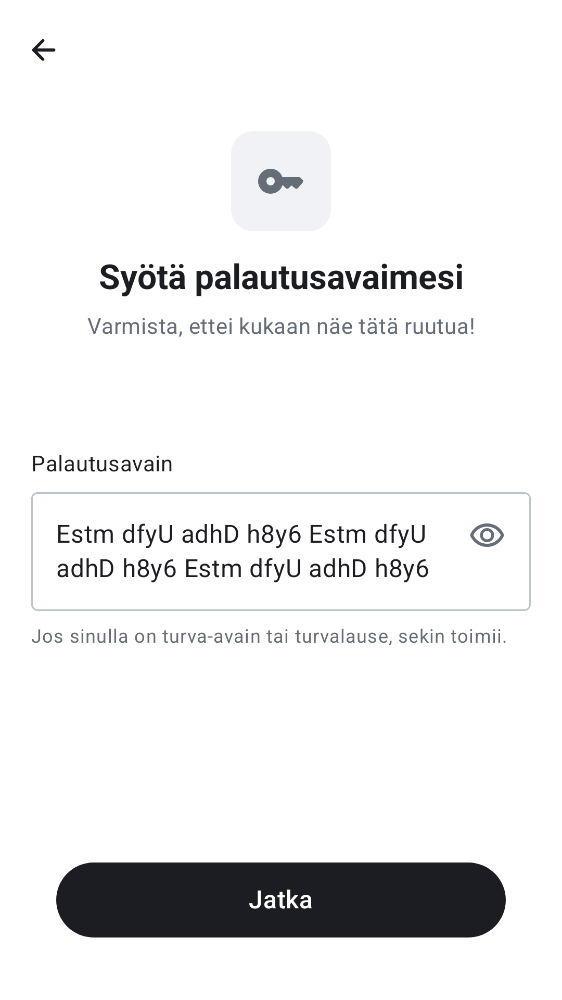 Syötä palautusavaimesi
Varmista, ettei kukaan näe tätä ruutua!
Palautusavain
Estm dfyU adhD h8y6 Estm dfyU
adhD h8y6 Estm dfyU adhD h8y6
Jos sinulla on turva-avain tai turvalause, sekin toimii.
Jatka